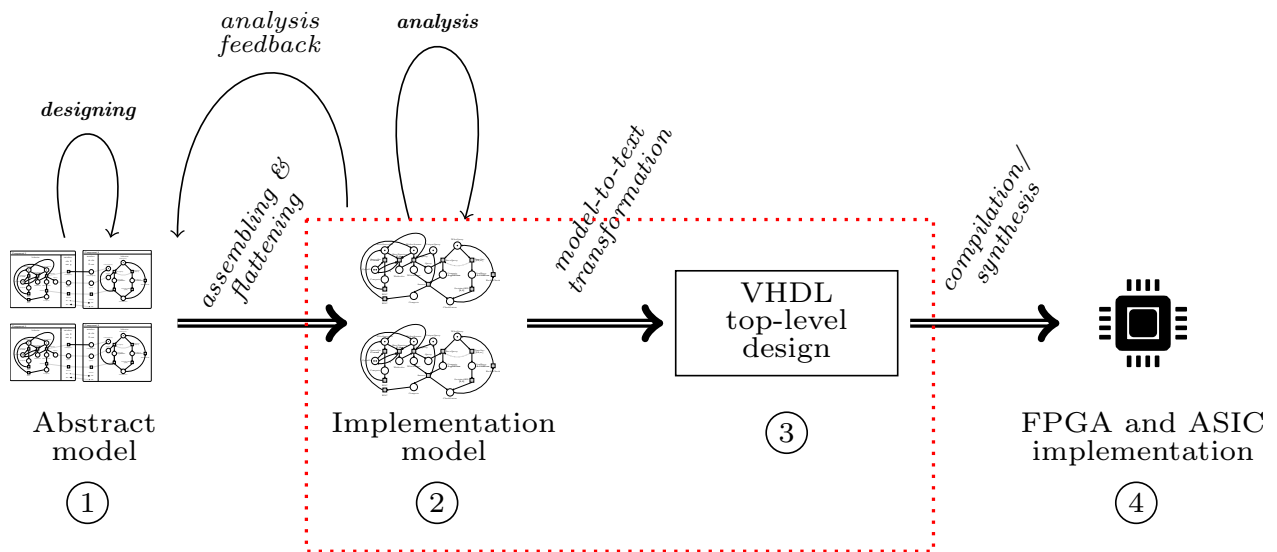 analysis
feedback
analysis
designing
assembling &
flattening
model-to-text
transformation
compilation/
synthesis
VHDL
top-level
design
Abstract
model
Implementation
model
FPGA and ASIC
implementation
1
2
3
4